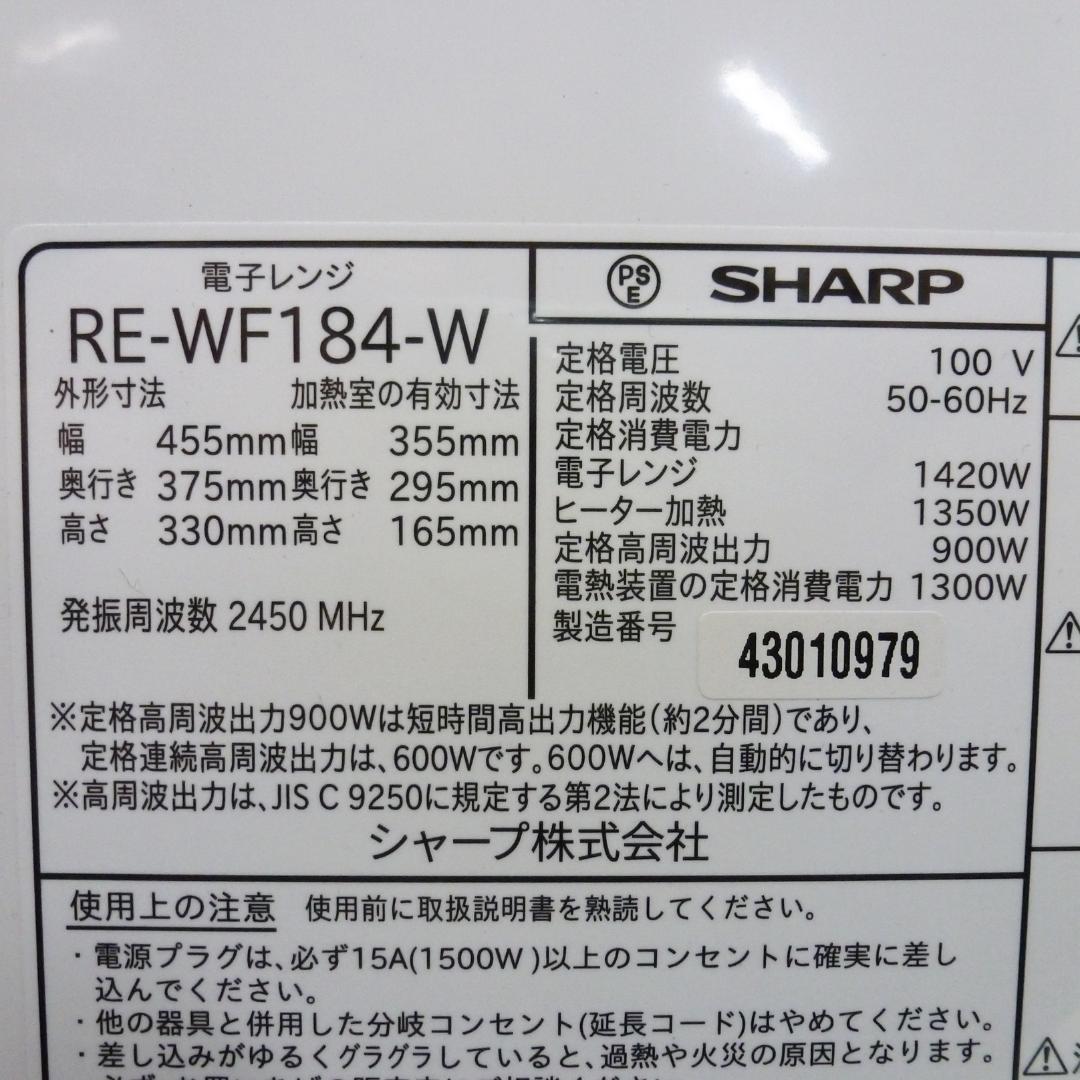 電子レンジ
RE-WF184-W
外形寸法 加熱室の有効寸法
幅 455mm 幅 355mm
奥行き 375mm 奥行き 295mm
高さ 330mm 高さ 165mm
発振周波数 2450 MHz
PSE SHARP
定格電圧 100 V
定格周波数 50-60Hz
定格消費電力
電子レンジ 1420W
ヒーター加熱 1350W
定格高周波出力 900W
電熱装置の定格消費電力 1300W
製造番号 43010979
※定格高周波出力900Wは短時間高出力機能(約2分間)であり、
定格連続高周波出力は、600Wです。600Wへは、自動的に切り替わります。
※高周波出力は、JIS C 9250に規定する第2法により測定したものです。
シャープ株式会社
使用上の注意 使用前に取扱説明書を熟読してください。
・電源プラグは、必ず15A(1500W)以上のコンセントに確実に差し
込んでください。
・他の器具と併用した分岐コンセント(延長コード)はやめてください。
・差し込みがゆるくグラグラしていると、過熱や火災の原因となります。